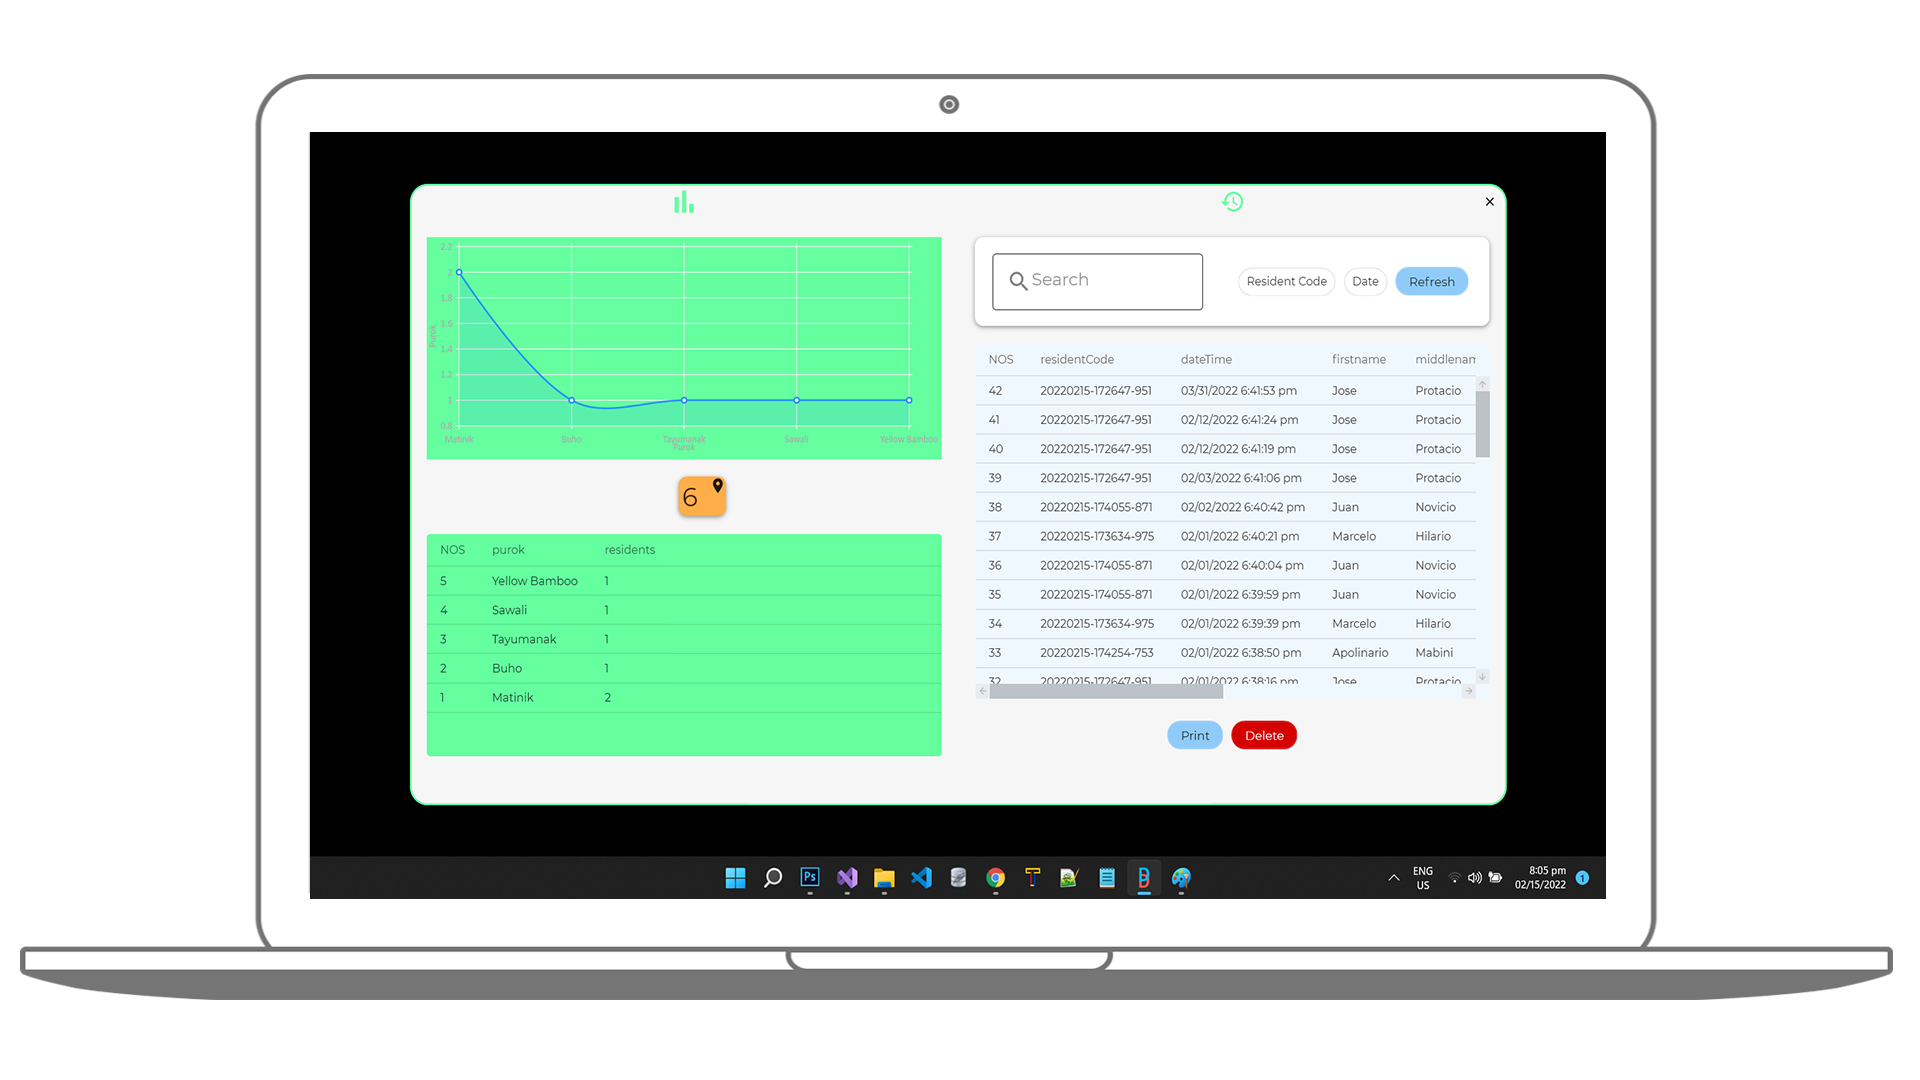 2.2
2
1.8
1.6
1.4
1.2
1
0.8
Purok
Matinik Buho Tayumanak Sawali Yellow Bamboo
Purok
6
NOS purok residents
5 Yellow Bamboo 1
4 Sawali 1
3 Tayumanak 1
2 Buho 1
1 Matinik 2
Search
Resident Code Date Refresh
NOS residentCode dateTime firstname middlenam
42 20220215-172647-951 03/31/2022 6:41:53 pm Jose Protacio
41 20220215-172647-951 02/12/2022 6:41:24 pm Jose Protacio
40 20220215-172647-951 02/12/2022 6:41:19 pm Jose Protacio
39 20220215-172647-951 02/03/2022 6:41:06 pm Jose Protacio
38 20220215-174055-871 02/02/2022 6:40:42 pm Juan Novicio
37 20220215-173634-975 02/01/2022 6:40:21 pm Marcelo Hilario
36 20220215-174055-871 02/01/2022 6:40:04 pm Juan Novicio
35 20220215-174055-871 02/01/2022 6:39:59 pm Juan Novicio
34 20220215-173634-975 02/01/2022 6:39:39 pm Marcelo Hilario
33 20220215-174254-753 02/01/2022 6:38:50 pm Apolinario Mabini
32 20220215-172647-951 02/01/2022 6:38:16 pm Jose Protacio
Print Delete
Ps
ENG
US
8:05 pm
02/15/2022
1